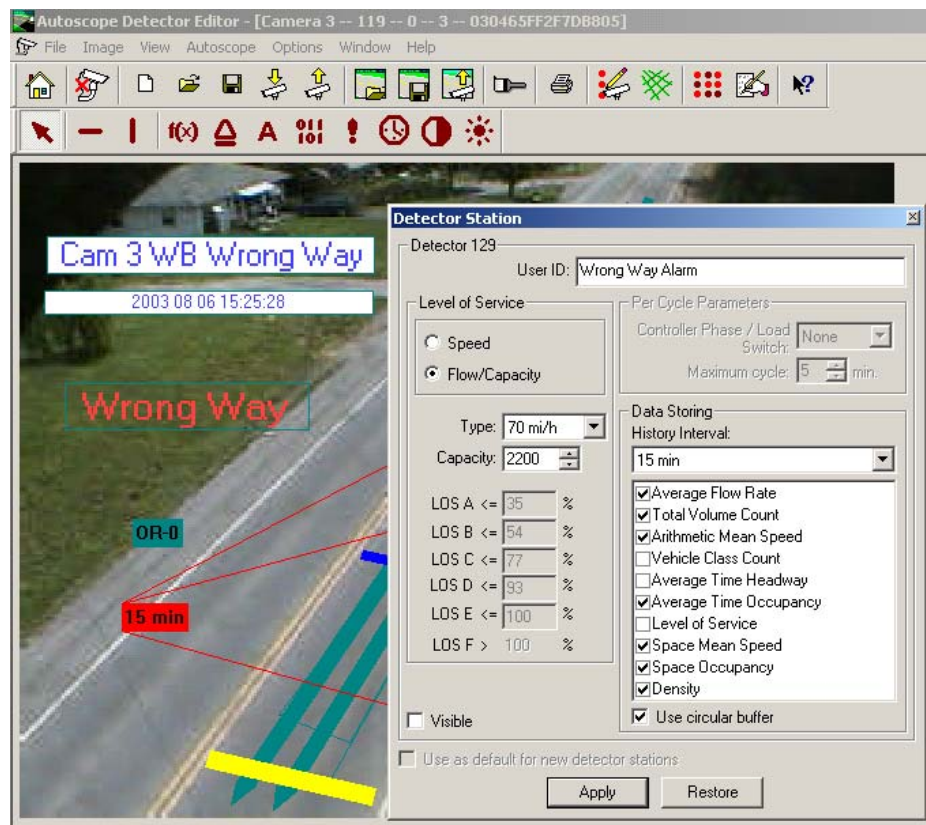 Autoscope Detector Editor - [Camera 3 -- 119 -- 0 -- 3 -- 030465FF2F7DB805]
File Image View Autoscope Options Window Help
f(x) A
Cam 3 WB Wrong Way
2003 08 06 15:25:28
Wrong Way
OR-0
15 min
Detector Station
Detector 129
User ID: Wrong Way Alarm
Level of Service
Speed
Flow/Capacity
Type: 70 mi/h
Capacity: 2200
LOS A <= 35 %
LOS B <= 54 %
LOS C <= 77 %
LOS D <= 93 %
LOS E <= 100 %
LOS F > 100 %
Visible
Per Cycle Parameters
Controller Phase / Load
Switch: None
Maximum cycle: 5 min.
Data Storing
History Interval:
15 min
Average Flow Rate
Total Volume Count
Arithmetic Mean Speed
Vehicle Class Count
Average Time Headway
Average Time Occupancy
Level of Service
Space Mean Speed
Space Occupancy
Density
Use circular buffer
Use as default for new detector stations
Apply Restore